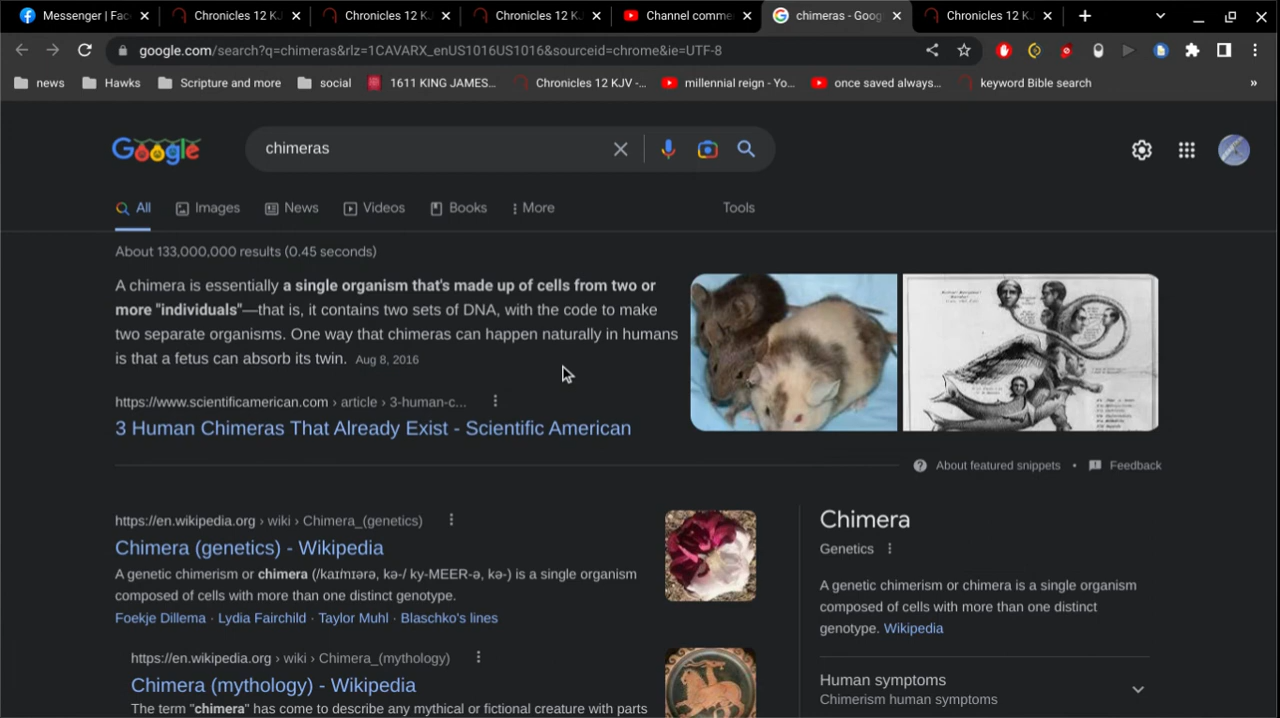 Messenger | Fac
Chronicles 12 KJ
Chronicles 12 KJ
Chronicles 12 KJ
Channel comme
chimeras - Goog
Chronicles 12 KJ
google.com/search?q=chimeras&rlz=1CAVARX_enUS1016US1016&sourceid=chrome&ie=UTF-8
news
Hawks
Scripture and more
social
1611 KING JAMES...
Chronicles 12 KJV -...
millennial reign - Yo...
once saved always...
keyword Bible search
»
Google
chimeras
All
Images
News
Videos
Books
More
Tools
About 133,000,000 results (0.45 seconds)
A chimera is essentially a single organism that's made up of cells from two or
more "individuals"—that is, it contains two sets of DNA, with the code to make
two separate organisms. One way that chimeras can happen naturally in humans
is that a fetus can absorb its twin. Aug 8, 2016
https://www.scientificamerican.com › article › 3-human-c...
3 Human Chimeras That Already Exist - Scientific American
About featured snippets • Feedback
https://en.wikipedia.org › wiki › Chimera_(genetics)
Chimera (genetics) - Wikipedia
A genetic chimerism or chimera (/kaɪmɪərə, kə-/ ky-MEER-ə, kə-) is a single organism
composed of cells with more than one distinct genotype.
Foekje Dillema · Lydia Fairchild · Taylor Muhl · Blaschko's lines
https://en.wikipedia.org › wiki › Chimera_(mythology)
Chimera (mythology) - Wikipedia
The term "chimera" has come to describe any mythical or fictional creature with parts
Chimera
Genetics
A genetic chimerism or chimera is a single organism
composed of cells with more than one distinct
genotype. Wikipedia
Human symptoms
Chimerism human symptoms